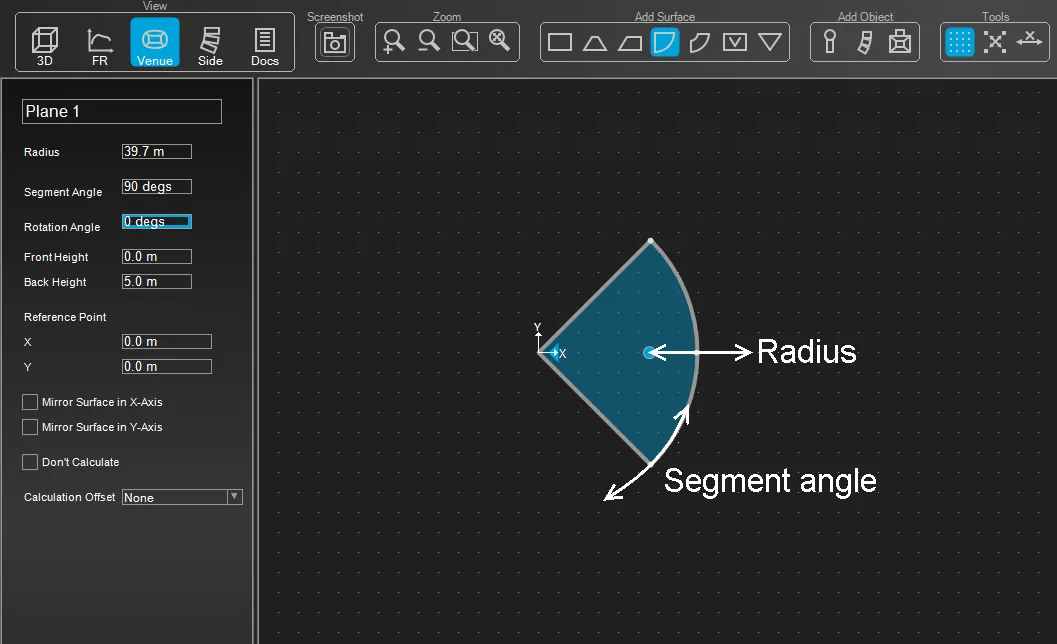 View
Screenshot
Zoom
Add Surface
Add Object
Tools
3D
FR
Venue
Side
Docs
Plane 1
Radius 39.7 m
Segment Angle 90 degs
Rotation Angle 0 degs
Front Height 0.0 m
Back Height 5.0 m
Reference Point
X 0.0 m
Y 0.0 m
Mirror Surface in X-Axis
Mirror Surface in Y-Axis
Don't Calculate
Calculation Offset None
Y
X
Radius
Segment angle